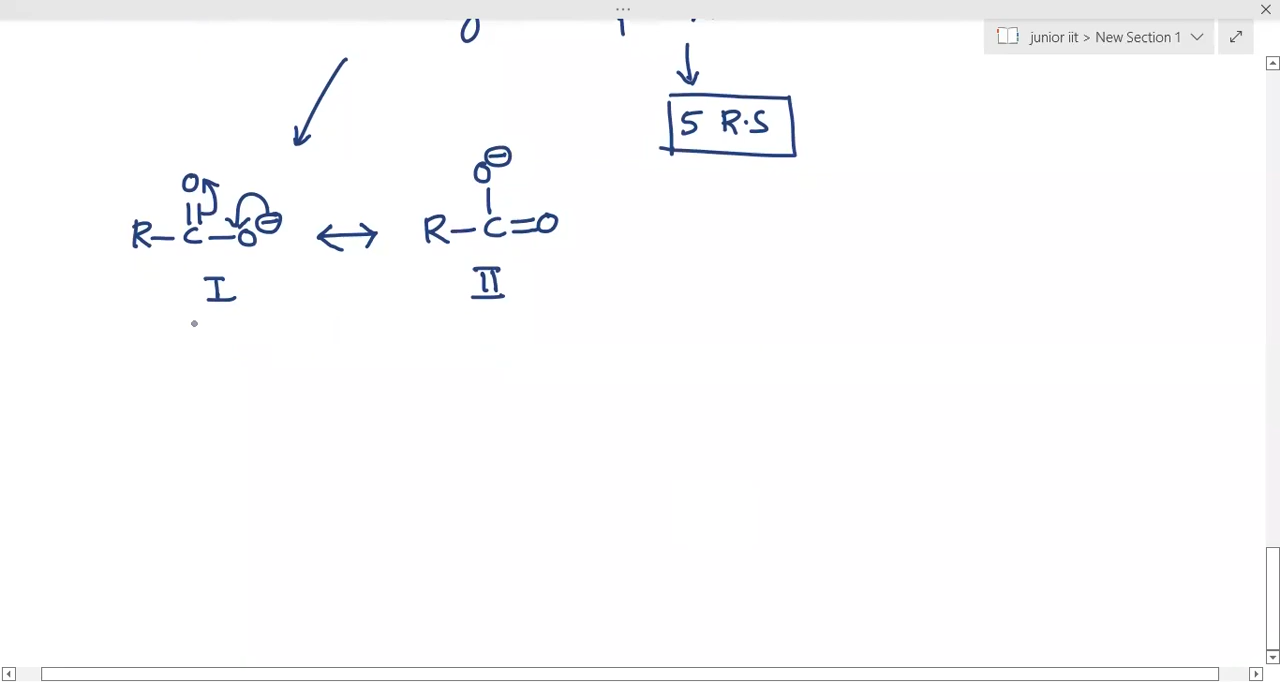 junior iit > New Section 1
5 R.S
O
R-C-O⊖ ↔ R-C=O
O⊖
I
II